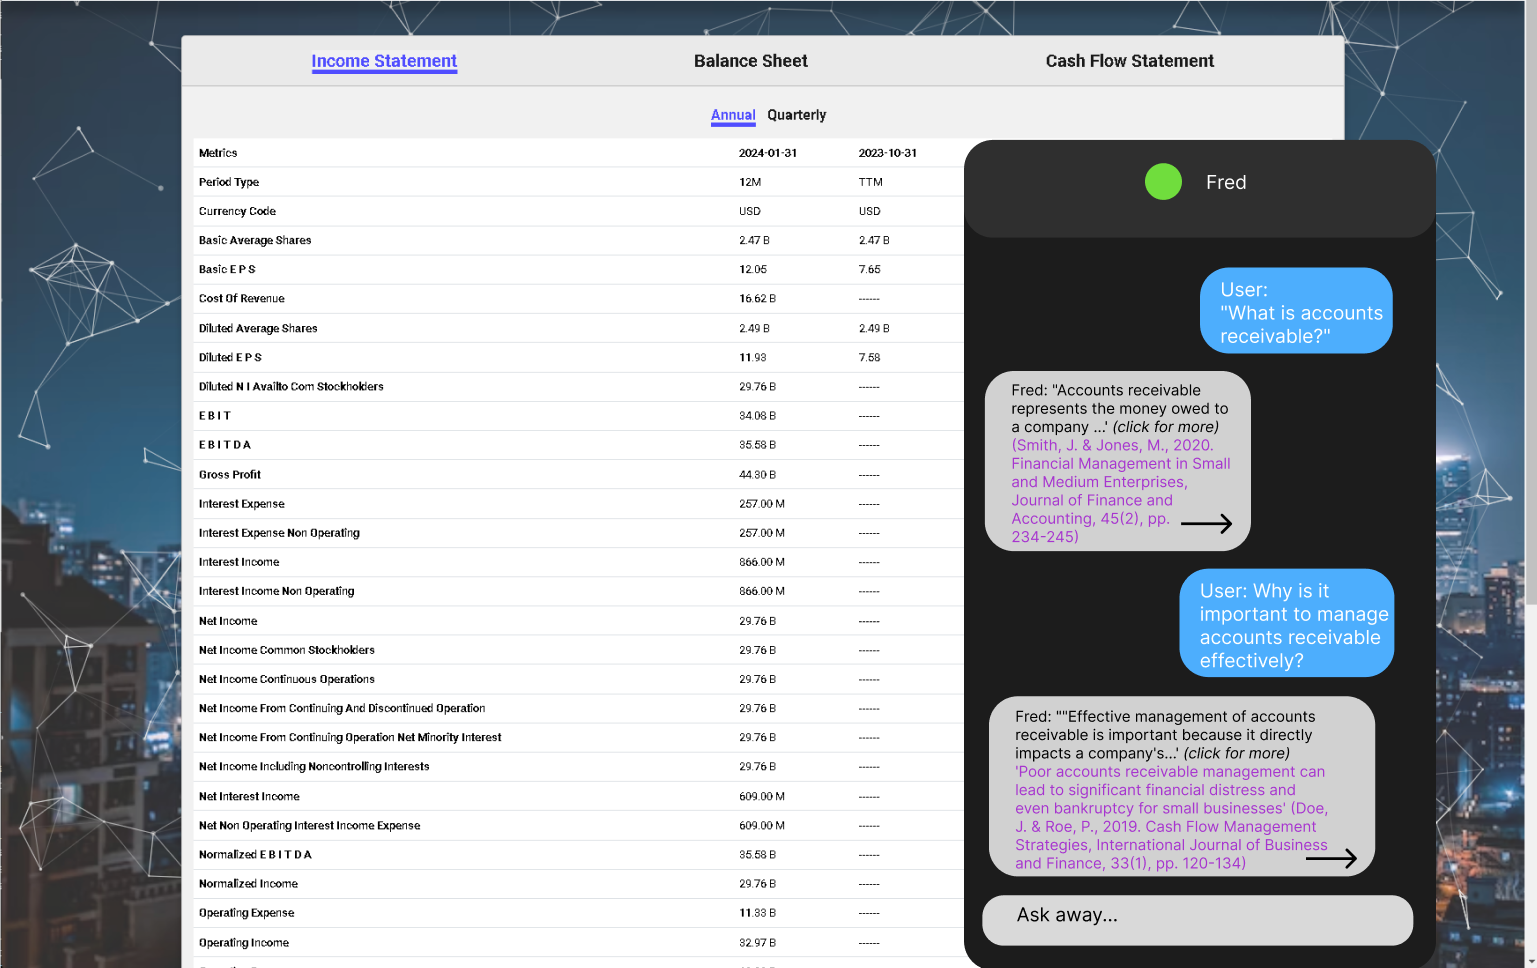 Income Statement Balance Sheet Cash Flow Statement
Annual Quarterly
Metrics 2024-01-31 2023-10-31
Period Type 12M TTM
Currency Code USD USD
Basic Average Shares 2.47 B 2.47 B
Basic E P S 12.05 7.65
Cost Of Revenue 16.62 B ------
Diluted Average Shares 2.49 B 2.49 B
Diluted E P S 11.93 7.58
Diluted N I Availto Com Stockholders 29.76 B ------
E B I T 34.08 B ------
E B I T D A 35.58 B ------
Gross Profit 44.30 B ------
Interest Expense 257.00 M ------
Interest Expense Non Operating 257.00 M ------
Interest Income 866.00 M ------
Interest Income Non Operating 866.00 M ------
Net Income 29.76 B ------
Net Income Common Stockholders 29.76 B ------
Net Income Continuous Operations 29.76 B ------
Net Income From Continuing And Discontinued Operation 29.76 B ------
Net Income From Continuing Operation Net Minority Interest 29.76 B ------
Net Income Including Noncontrolling Interests 29.76 B ------
Net Interest Income 609.00 M ------
Net Non Operating Interest Income Expense 609.00 M ------
Normalized E B I T D A 35.58 B ------
Normalized Income 29.76 B ------
Operating Expense 11.33 B ------
Operating Income 32.97 B ------
Fred
User:
"What is accounts
receivable?"
Fred: "Accounts receivable
represents the money owed to
a company ...' (click for more)
(Smith, J. & Jones, M., 2020.
Financial Management in Small
and Medium Enterprises,
Journal of Finance and
Accounting, 45(2), pp.
234-245)
User: Why is it
important to manage
accounts receivable
effectively?
Fred: ""Effective management of accounts
receivable is important because it directly
impacts a company's...' (click for more)
'Poor accounts receivable management can
lead to significant financial distress and
even bankruptcy for small businesses' (Doe,
J. & Roe, P., 2019. Cash Flow Management
Strategies, International Journal of Business
and Finance, 33(1), pp. 120-134)
Ask away...